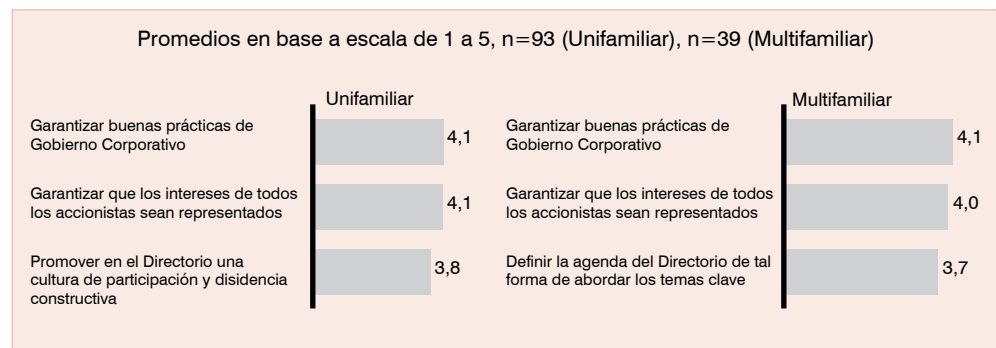 Promedios en base a escala de 1 a 5, n=93 (Unifamiliar), n=39 (Multifamiliar)
Unifamiliar
Garantizar buenas prácticas de
Gobierno Corporativo
4,1
Garantizar que los intereses de todos
los accionistas sean representados
4,1
Promover en el Directorio una
cultura de participación y disidencia
constructiva
3,8
Multifamiliar
Garantizar buenas prácticas de
Gobierno Corporativo
4,1
Garantizar que los intereses de todos
los accionistas sean representados
4,0
Definir la agenda del Directorio de tal
forma de abordar los temas clave
3,7